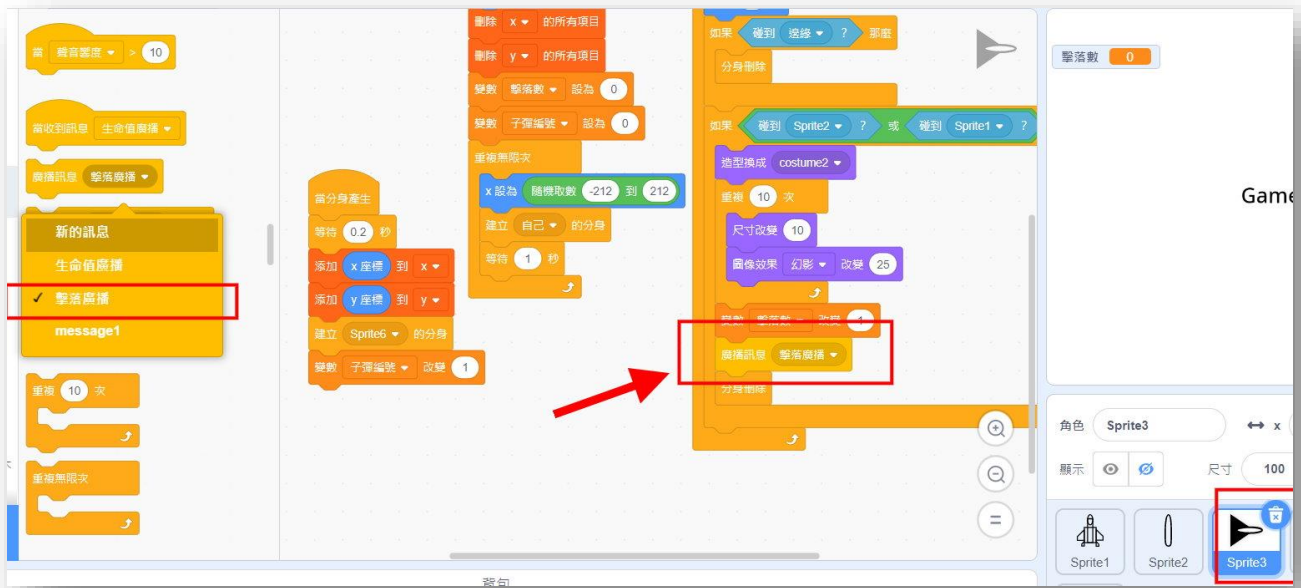 當 聲音響度 > 10
當收到訊息 生命值廣播
廣播訊息 擊落廣播
新的訊息
生命值廣播
✓ 擊落廣播
message1
重複 10 次
重複無限次
當分身產生
等待 0.2 秒
添加 x 座標 到 x
添加 y 座標 到 y
建立 Sprite6 的分身
變數 子彈編號 改變 1
刪除 x 的所有項目
刪除 y 的所有項目
變數 擊落數 設為 0
變數 子彈編號 設為 0
重複無限次
x 設為 隨機取數 -212 到 212
建立 自己 的分身
等待 1 秒
如果 碰到 邊緣 ? 那麼
分身刪除
如果 碰到 Sprite2 ? 或 碰到 Sprite1 ?
造型換成 costume2
重複 10 次
尺寸改變 10
圖像效果 幻影 改變 25
變數 擊落數 改變 1
廣播訊息 擊落廣播
分身刪除
擊落數 0
Game
角色 Sprite3 x
顯示 尺寸 100
Sprite1 Sprite2 Sprite3
背包